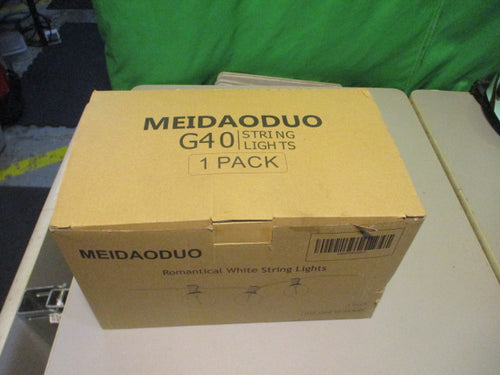 MEIDAODUO
G40 STRING
LIGHTS
1 PACK
MEIDAODUO
Romantical White String Lights